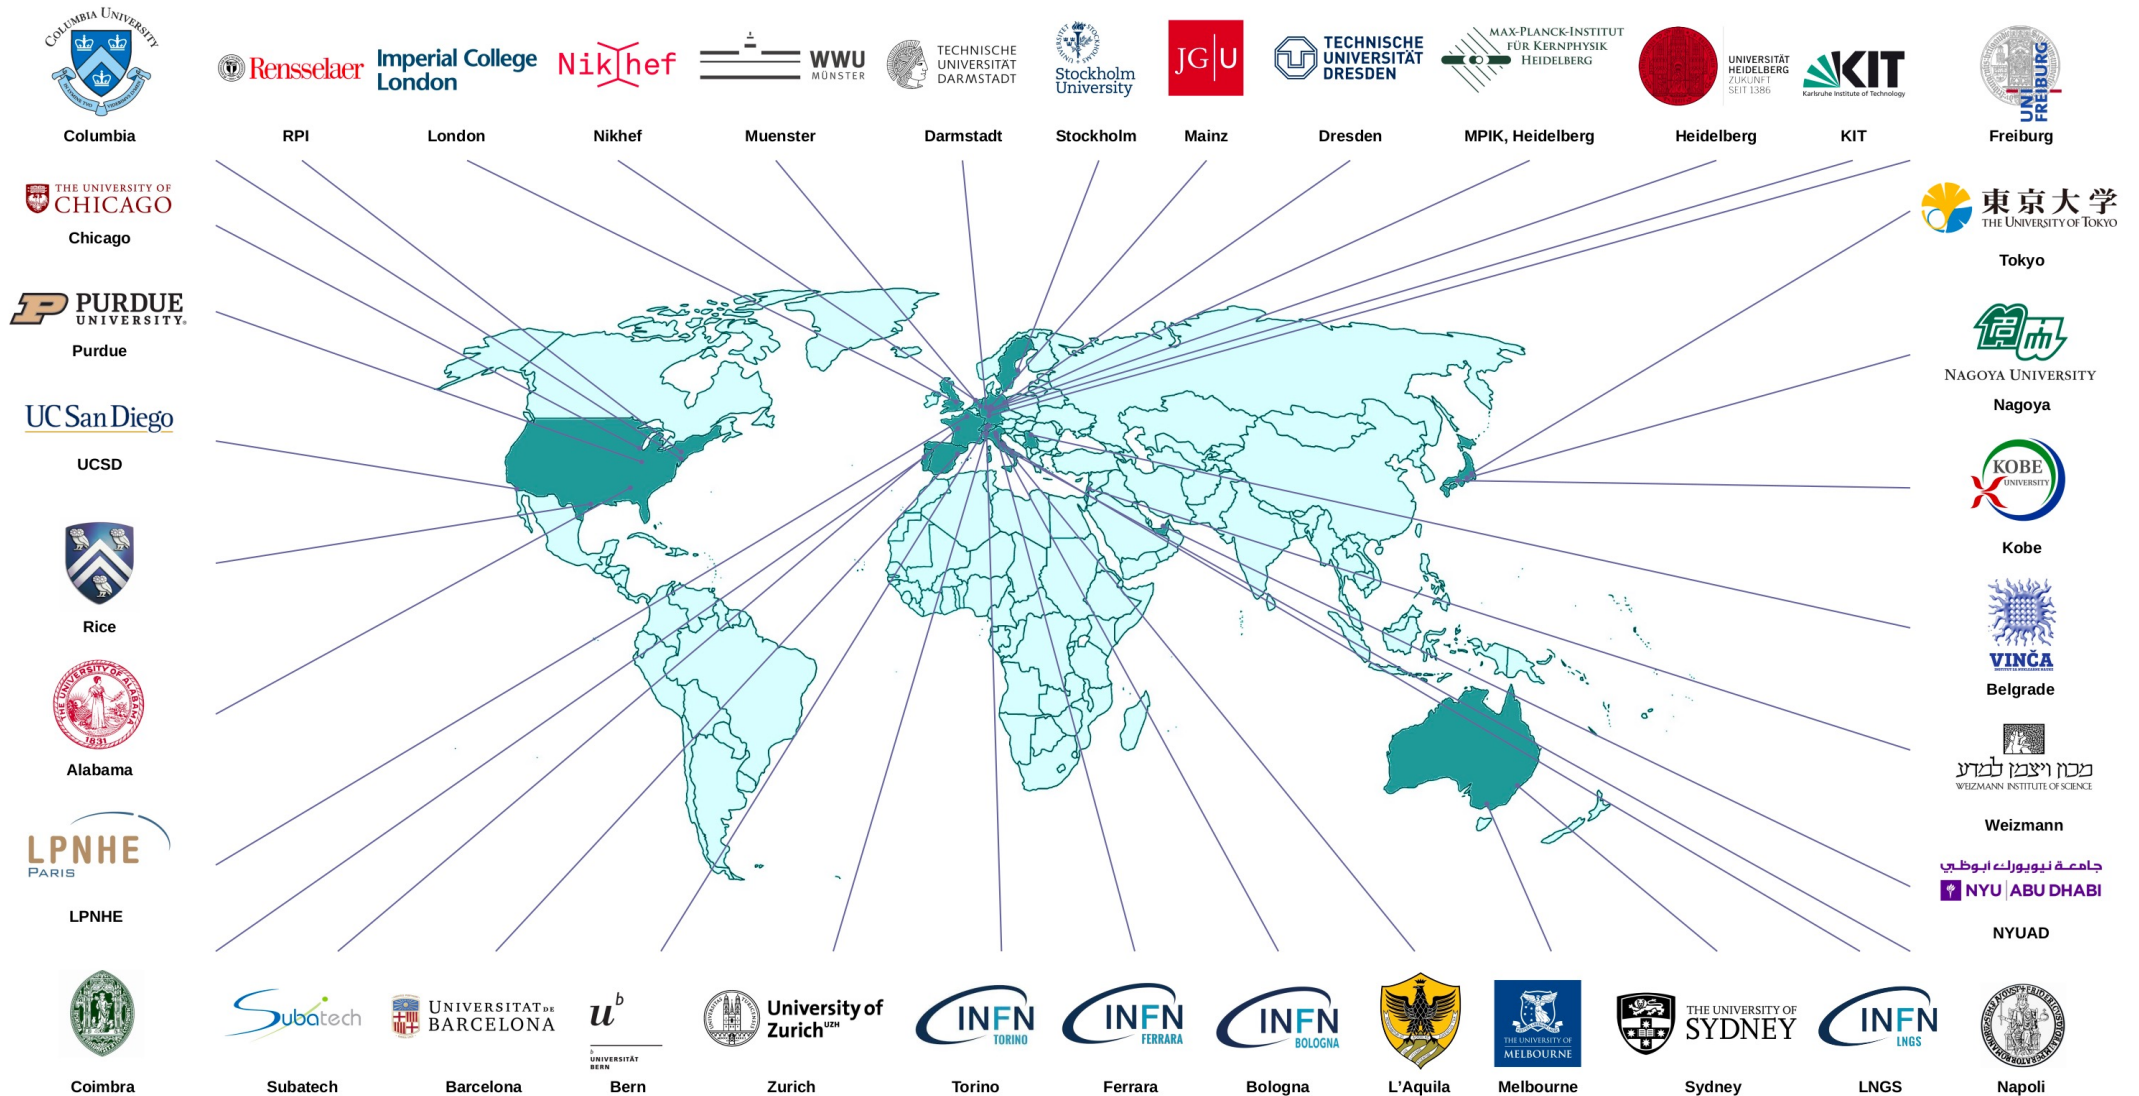 COLUMBIA UNIVERSITY
Columbia
Rensselaer
RPI
Imperial College
London
London
Nikhef
Nikhef
WWU
MÜNSTER
Muenster
TECHNISCHE
UNIVERSITÄT
DARMSTADT
Darmstadt
Stockholm
University
Stockholm
JG|U
Mainz
TECHNISCHE
UNIVERSITÄT
DRESDEN
Dresden
MAX-PLANCK-INSTITUT
FÜR KERNPHYSIK
HEIDELBERG
MPIK, Heidelberg
UNIVERSITÄT
HEIDELBERG
ZUKUNFT
SEIT 1386
Heidelberg
KIT
Karlsruhe Institute of Technology
KIT
UNI
FREIBURG
Freiburg
THE UNIVERSITY OF
CHICAGO
Chicago
東京大学
THE UNIVERSITY OF TOKYO
Tokyo
PURDUE
UNIVERSITY®
Purdue
NAGOYA UNIVERSITY
Nagoya
UC San Diego
UCSD
KOBE
UNIVERSITY
Kobe
Rice
VINČA
Belgrade
THE UNIVERSITY OF ALABAMA
1831
Alabama
מכון ויצמן למדע
WEIZMANN INSTITUTE OF SCIENCE
Weizmann
LPNHE
PARIS
LPNHE
جامعة نيويورك أبوظبي
NYU | ABU DHABI
NYUAD
Coimbra
Subatech
Subatech
UNIVERSITAT DE
BARCELONA
Barcelona
u^b
b
UNIVERSITÄT
BERN
Bern
University of
Zurich UZH
Zurich
INFN
TORINO
Torino
INFN
FERRARA
Ferrara
INFN
BOLOGNA
Bologna
L'Aquila
THE UNIVERSITY OF
MELBOURNE
Melbourne
THE UNIVERSITY OF
SYDNEY
Sydney
INFN
LNGS
LNGS
Napoli